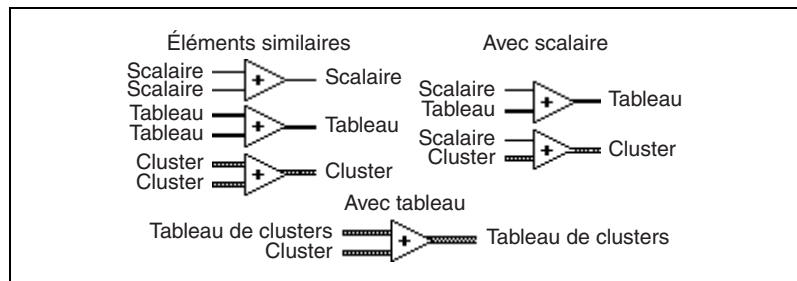 Éléments similaires
Scalaire
Scalaire
+
Scalaire
Tableau
Tableau
+
Tableau
Cluster
Cluster
+
Cluster
Avec scalaire
Scalaire
Tableau
+
Tableau
Scalaire
Cluster
+
Cluster
Avec tableau
Tableau de clusters
Cluster
+
Tableau de clusters